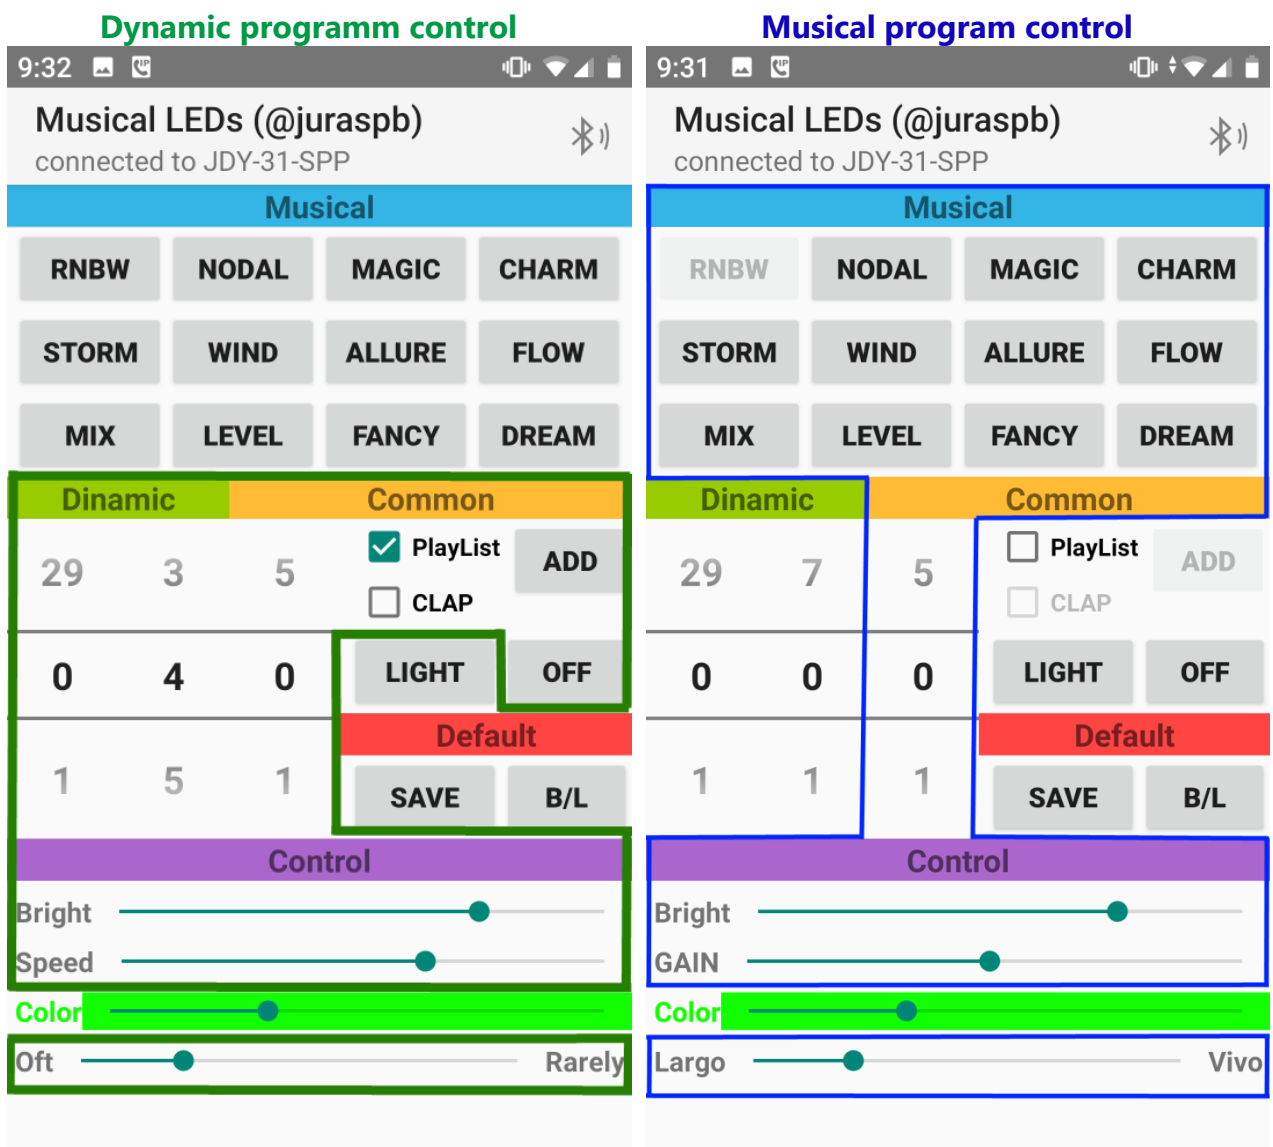 Dynamic programm control
9:32
Musical LEDs (@juraspb)
connected to JDY-31-SPP
Musical
RNBW NODAL MAGIC CHARM
STORM WIND ALLURE FLOW
MIX LEVEL FANCY DREAM
Dinamic Common
29 3 5 PlayList ADD
CLAP
0 4 0 LIGHT OFF
Default
1 5 1 SAVE B/L
Control
Bright
Speed
Color
Oft Rarely
Musical program control
9:31
Musical LEDs (@juraspb)
connected to JDY-31-SPP
Musical
RNBW NODAL MAGIC CHARM
STORM WIND ALLURE FLOW
MIX LEVEL FANCY DREAM
Dinamic Common
29 7 5 PlayList ADD
CLAP
0 0 0 LIGHT OFF
Default
1 1 1 SAVE B/L
Control
Bright
GAIN
Color
Largo Vivo